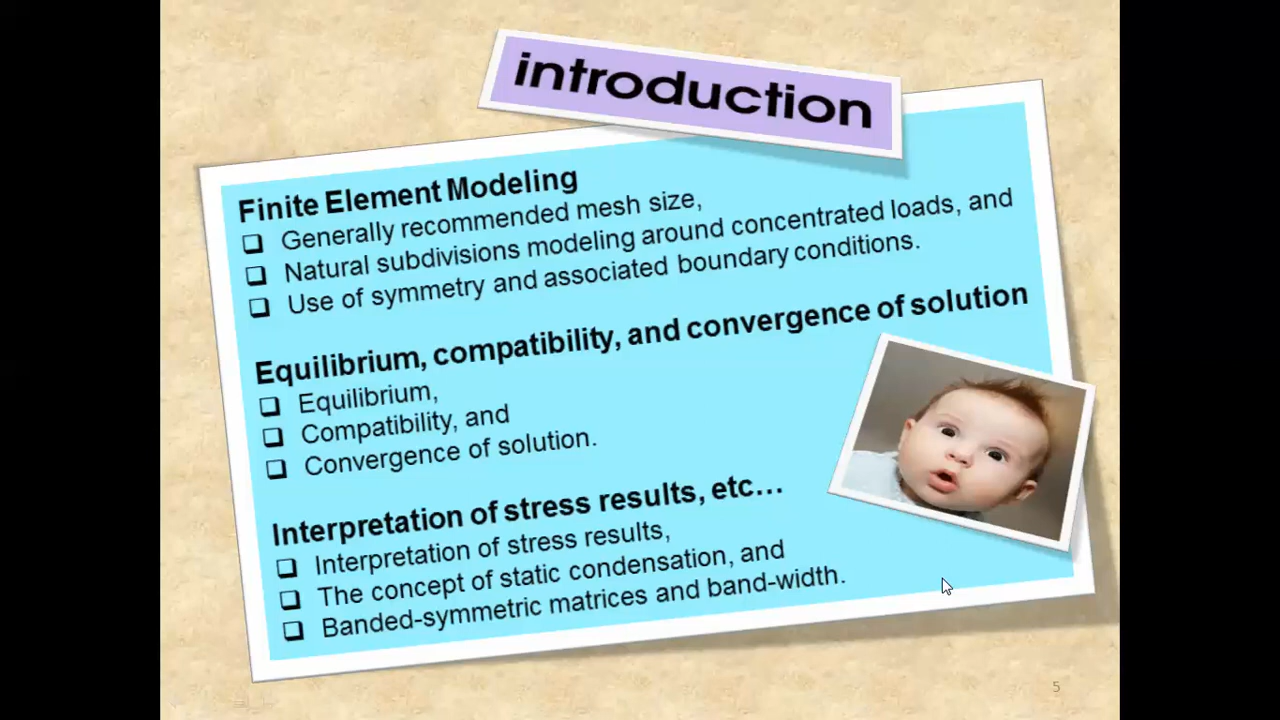 introduction
Finite Element Modeling
❑ Generally recommended mesh size,
❑ Natural subdivisions modeling around concentrated loads, and
❑ Use of symmetry and associated boundary conditions.
Equilibrium, compatibility, and convergence of solution
❑ Equilibrium,
❑ Compatibility, and
❑ Convergence of solution.
Interpretation of stress results, etc…
❑ Interpretation of stress results,
❑ The concept of static condensation, and
❑ Banded-symmetric matrices and band-width.
5